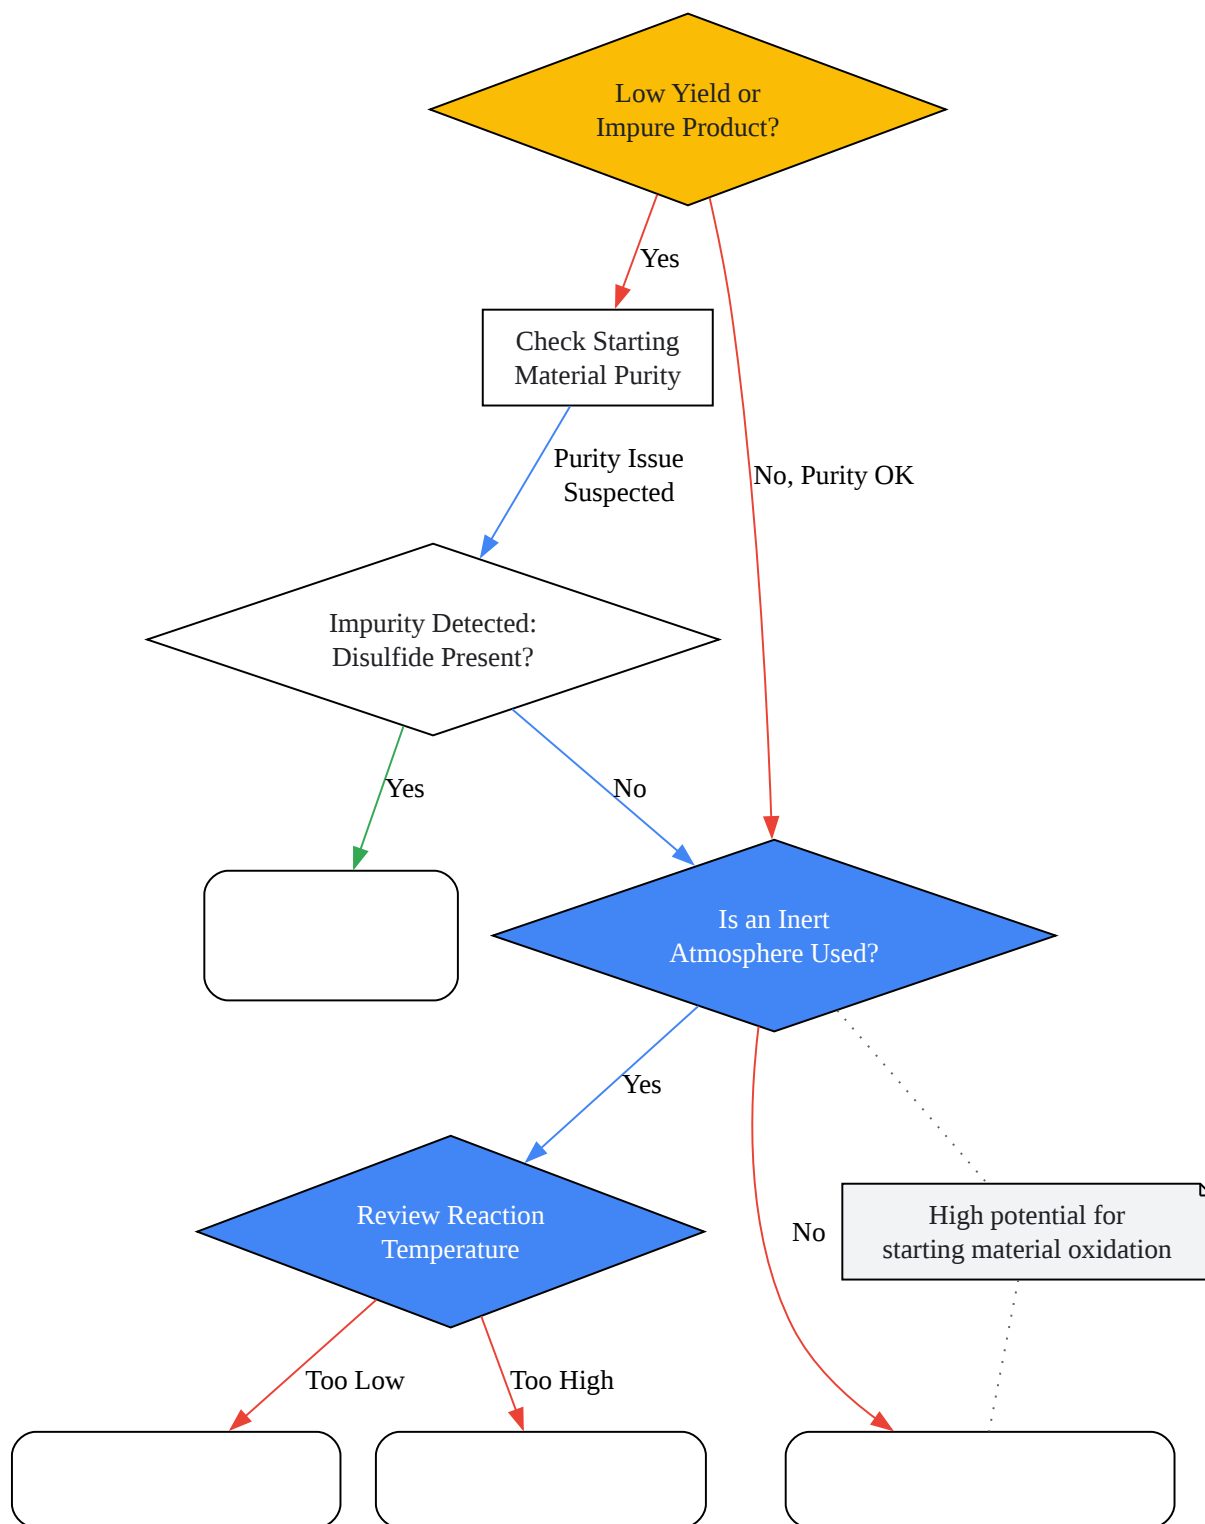 Low Yield or
Impure Product?
Yes
Check Starting
Material Purity
Purity Issue
Suspected
No, Purity OK
Impurity Detected:
Disulfide Present?
Yes
No
Is an Inert
Atmosphere Used?
Yes
Review Reaction
Temperature
No
High potential for
starting material oxidation
Too Low
Too High